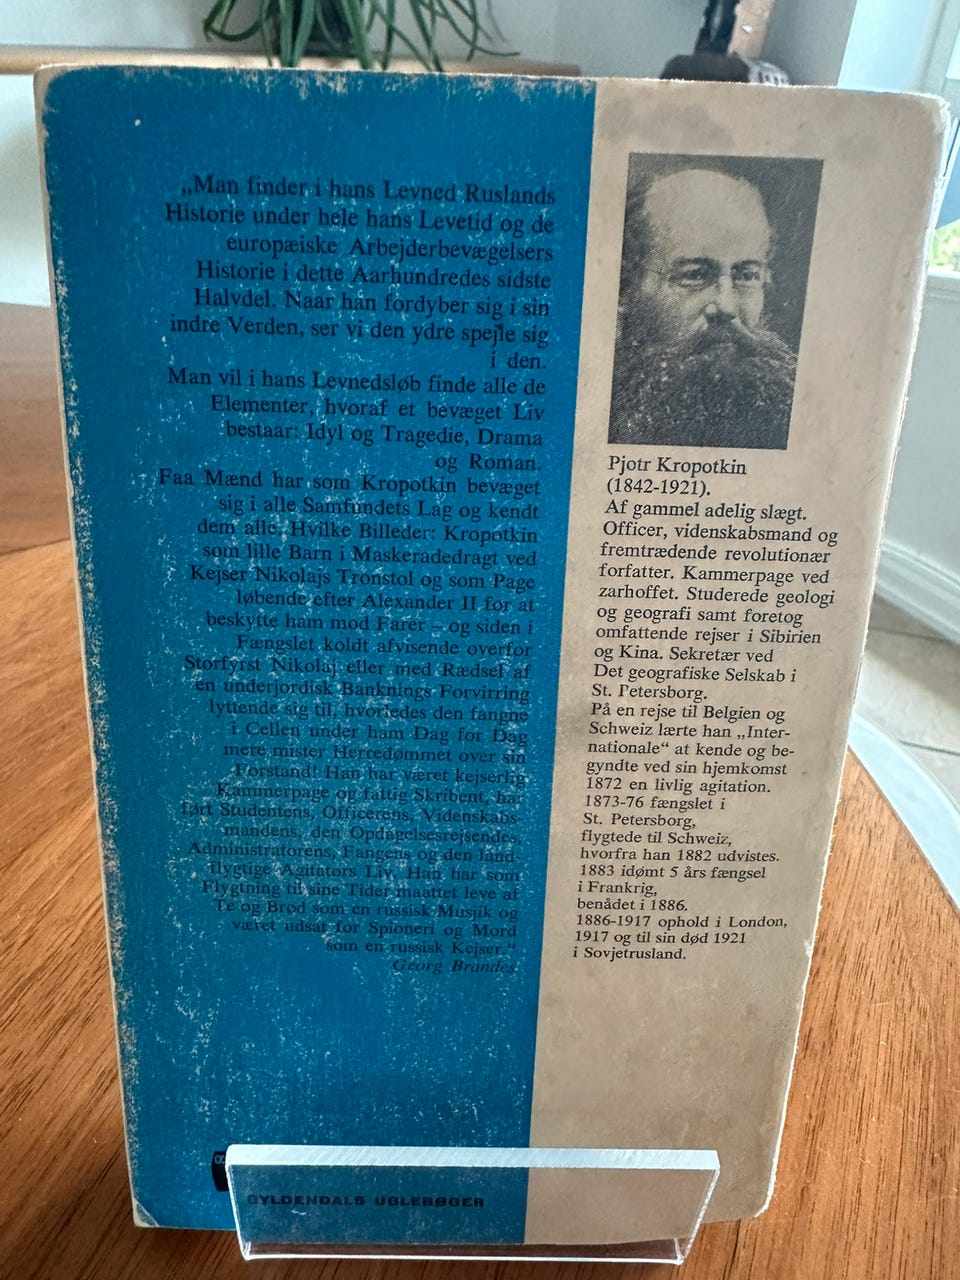 „Man finder i hans Levned Ruslands
Historie under hele hans Levetid og de
europæiske Arbejderbevægelsers
Historie i dette Aarhundredes sidste
Halvdel. Naar han fordyber sig i sin
indre Verden, ser vi den ydre spejle sig
i den.
Man vil i hans Levnedsløb finde alle de
Elementer, hvoraf et bevæget Liv
bestaar: Idyl og Tragedie, Drama
og Roman.
Faa Mænd har som Kropotkin bevæget
sig i alle Samfundets Lag og kendt
dem alle. Hvilke Billeder: Kropotkin
som lille Barn i Maskeradedragt ved
Kejser Nikolajs Tronstol og som Page
løbende efter Alexander II for at
beskytte ham mod Farer – og siden i
Fængslet koldt afvisende overfor
Storfyrst Nikolaj eller med Rædsel af
en underjordisk Banknings Forvirring
lyttende sig til, hvorledes den fangne
i Cellen under ham Dag for Dag
mere mister Herredømmet over sin
Forstand! Han har været kejserlig
Kammerpage og fattig Skribent, har
ført Studentens, Officerens, Videnskabs-
mandens, den Opdagelsesrejsendes,
Administratorens, Fangens og den land-
flygtige Agitators Liv. Han har som
Flygtning til sine Tider maattet leve af
Te og Brød som en russisk Musjik og
været udsat for Spioneri og Mord
som en russisk Kejser.“
Georg Brandes
GYLDENDALS UGLEBØGER
Pjotr Kropotkin
(1842-1921).
Af gammel adelig slægt.
Officer, videnskabsmand og
fremtrædende revolutionær
forfatter. Kammerpage ved
zarhoffet. Studerede geologi
og geografi samt foretog
omfattende rejser i Sibirien
og Kina. Sekretær ved
Det geografiske Selskab i
St. Petersborg.
På en rejse til Belgien og
Schweiz lærte han „Inter-
nationale“ at kende og be-
gyndte ved sin hjemkomst
1872 en livlig agitation.
1873-76 fængslet i
St. Petersborg,
flygtede til Schweiz,
hvorfra han 1882 udvistes.
1883 idømt 5 års fængsel
i Frankrig,
benådet i 1886.
1886-1917 ophold i London,
1917 og til sin død 1921
i Sovjetrusland.